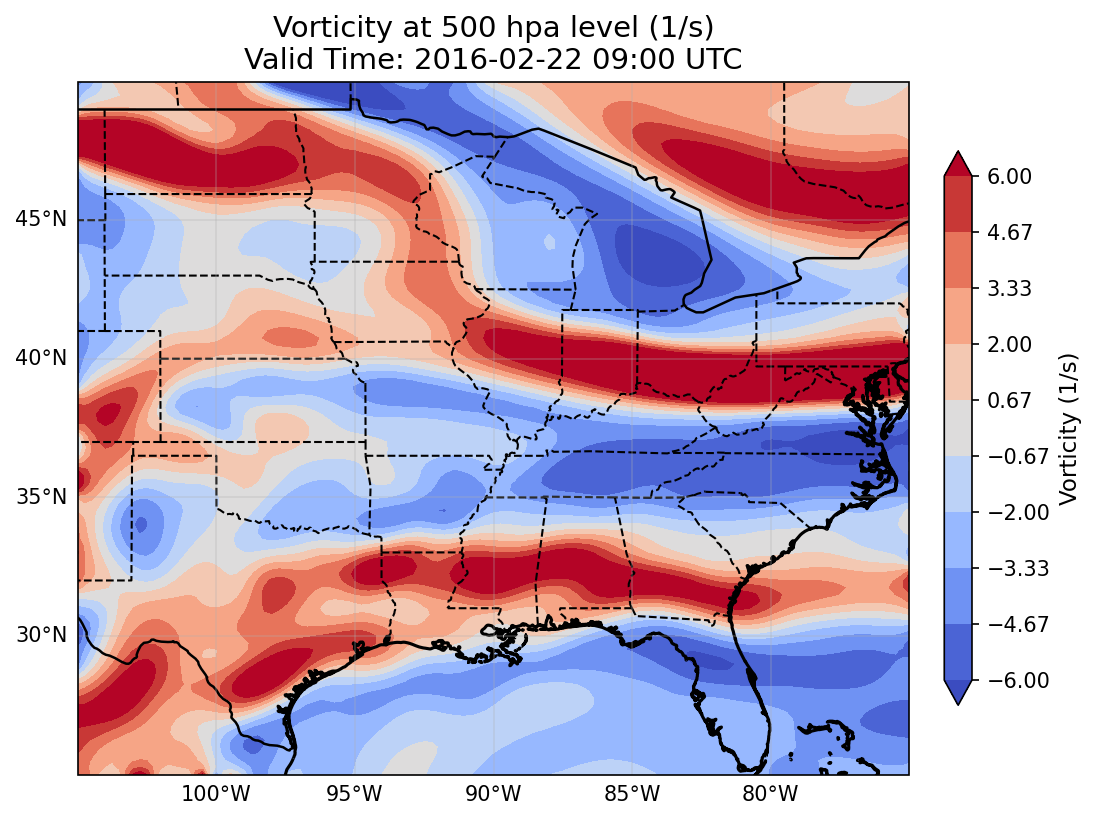 Vorticity at 500 hpa level (1/s)
Valid Time: 2016-02-22 09:00 UTC
45°N
40°N
35°N
30°N
100°W
95°W
90°W
85°W
80°W
6.00
4.67
3.33
2.00
0.67
−0.67
−2.00
−3.33
−4.67
−6.00
Vorticity (1/s)